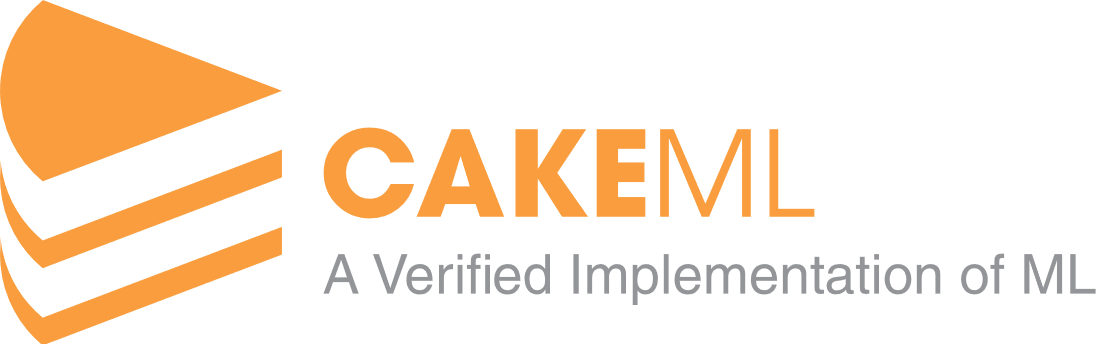 CAKEML
A Verified Implementation of ML